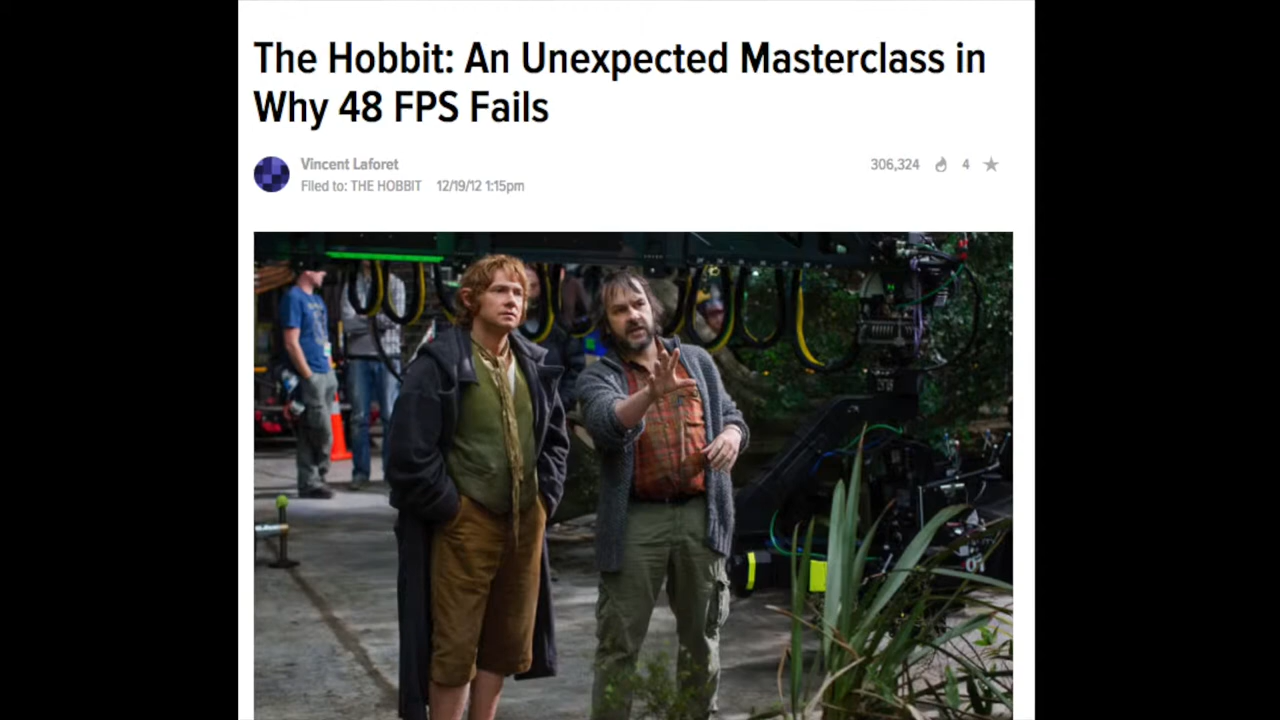 The Hobbit: An Unexpected Masterclass in
Why 48 FPS Fails
Vincent Laforet
306,324
4
Filed to: THE HOBBIT 12/19/12 1:15pm
01